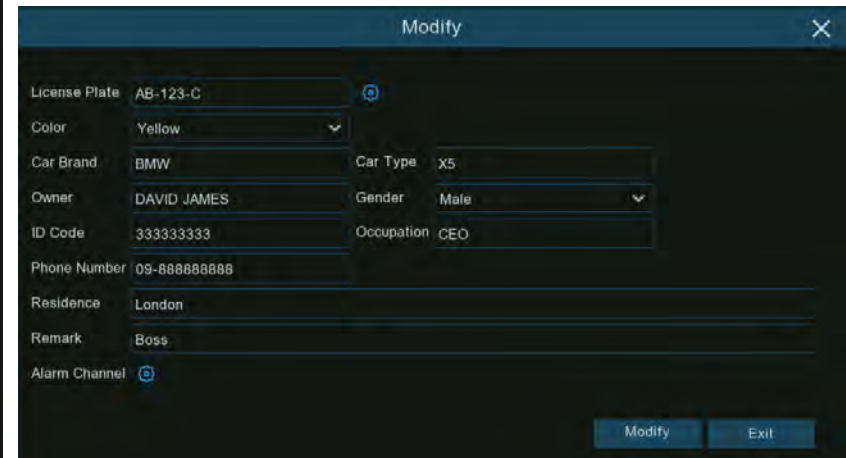 Modify
License Plate AB-123-C
Color Yellow
Car Brand BMW Car Type X5
Owner DAVID JAMES Gender Male
ID Code 333333333 Occupation CEO
Phone Number 09-888888888
Residence London
Remark Boss
Alarm Channel
Modify Exit